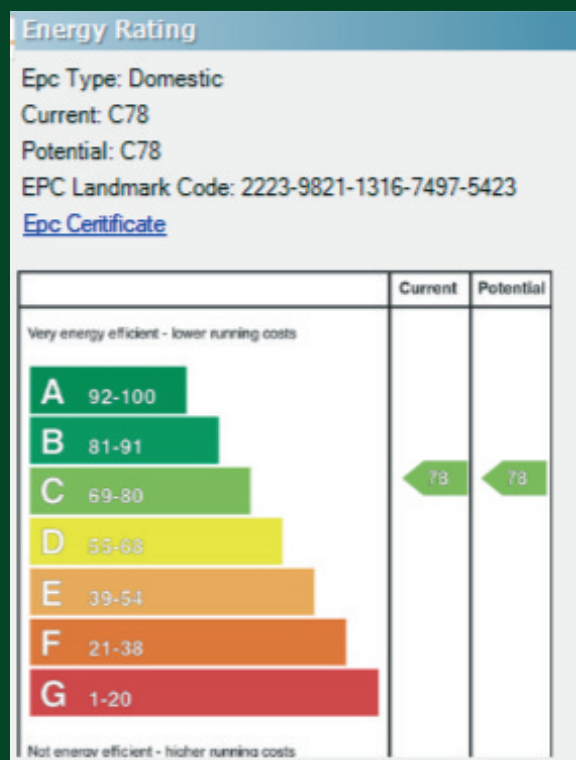 Energy Rating
Epc Type: Domestic
Current: C78
Potential: C78
EPC Landmark Code: 2223-9821-1316-7497-5423
Epc Ceritificate
Current Potential
Very energy efficient - lower running costs
A 92-100
B 81-91
C 69-80 78 78
D 55-68
E 39-54
F 21-38
G 1-20
Not energy efficient - higher running costs